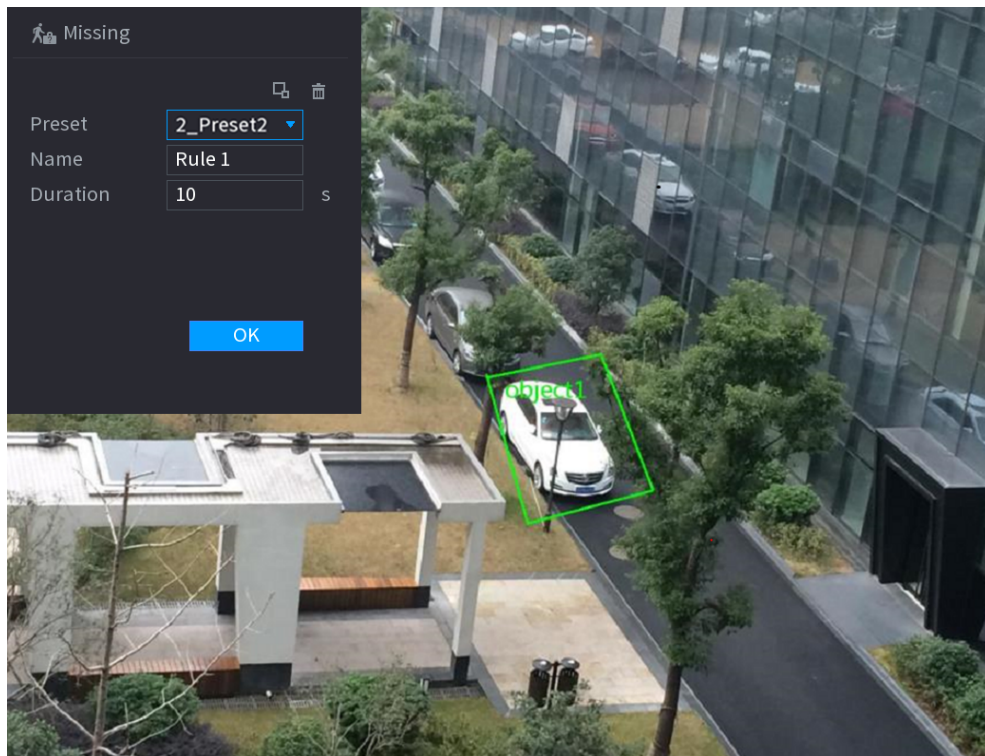 Missing
Preset 2_Preset2
Name Rule 1
Duration 10 s
OK
object1